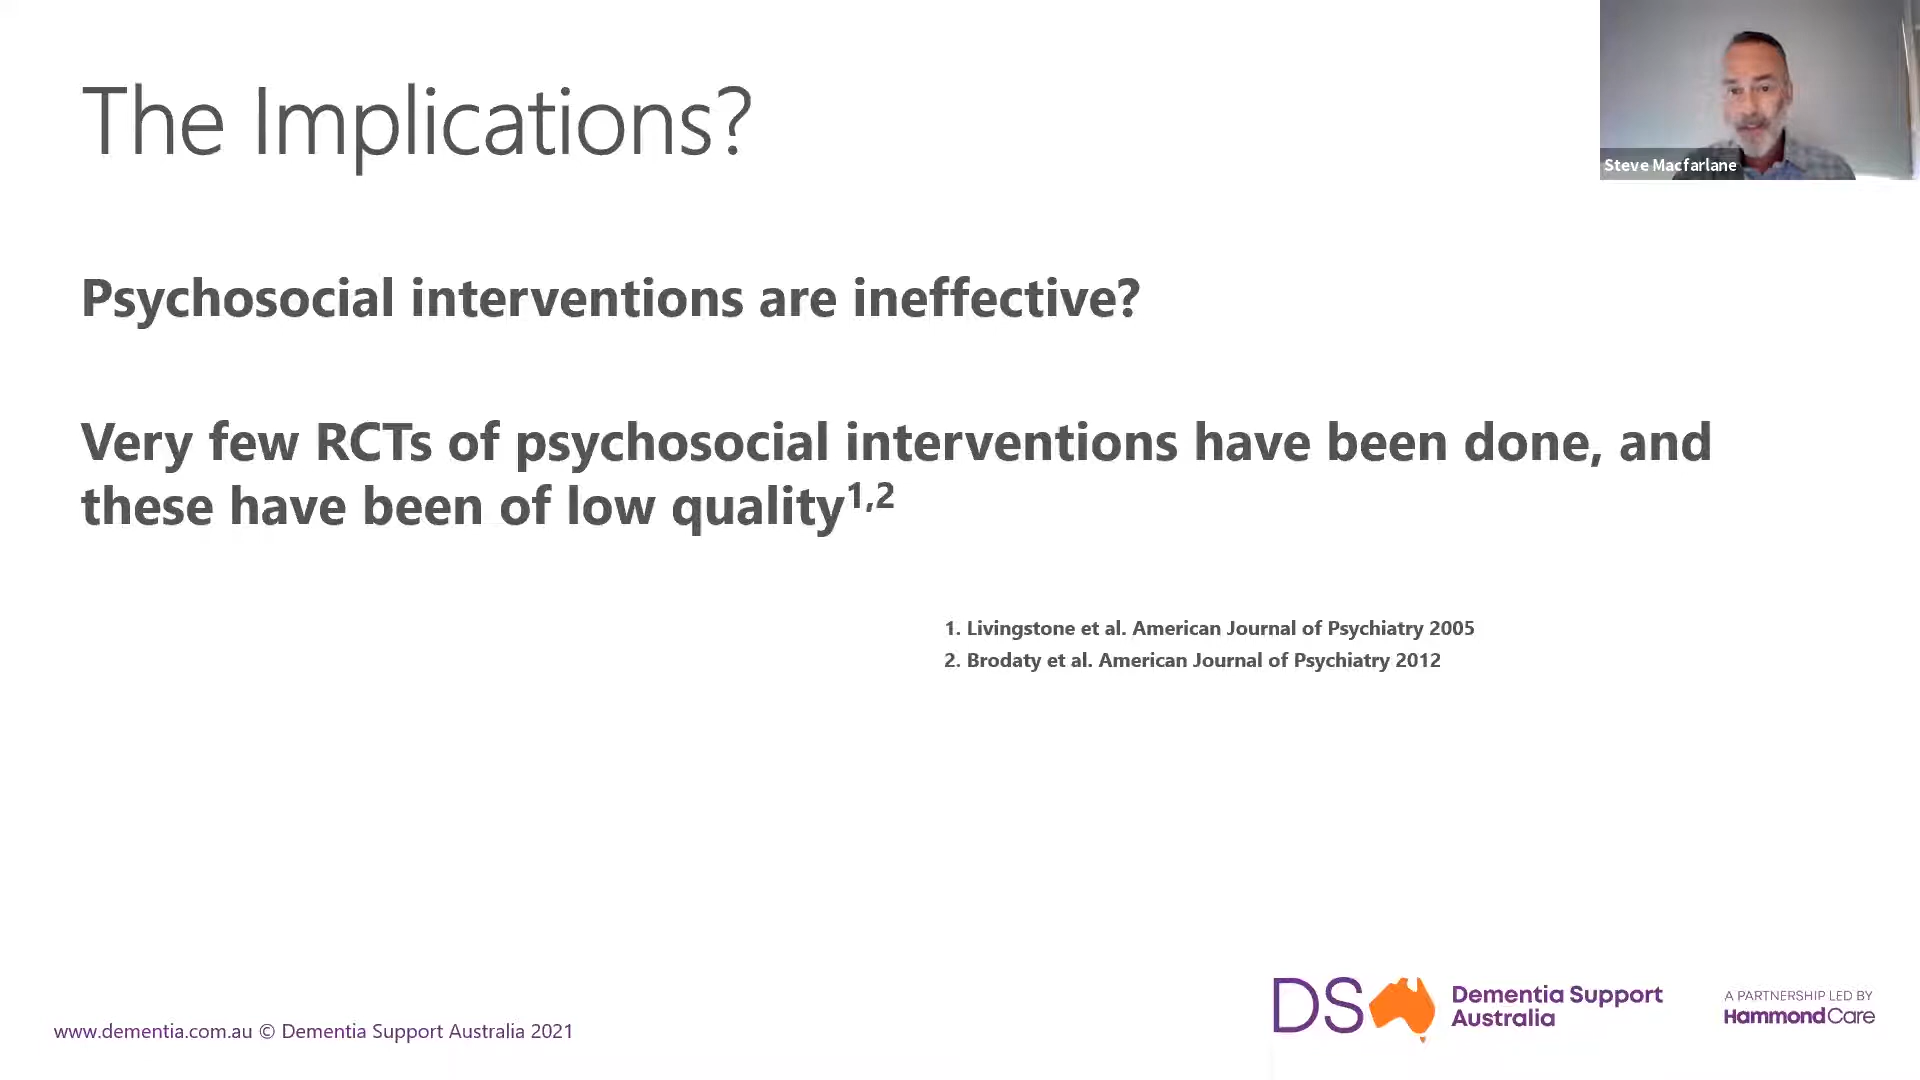 The Implications?
Steve Macfarlane
Psychosocial interventions are ineffective?
Very few RCTs of psychosocial interventions have been done, and
these have been of low quality1,2
1. Livingstone et al. American Journal of Psychiatry 2005
2. Brodaty et al. American Journal of Psychiatry 2012
www.dementia.com.au © Dementia Support Australia 2021
DS
Dementia Support
Australia
A PARTNERSHIP LED BY
HammondCare